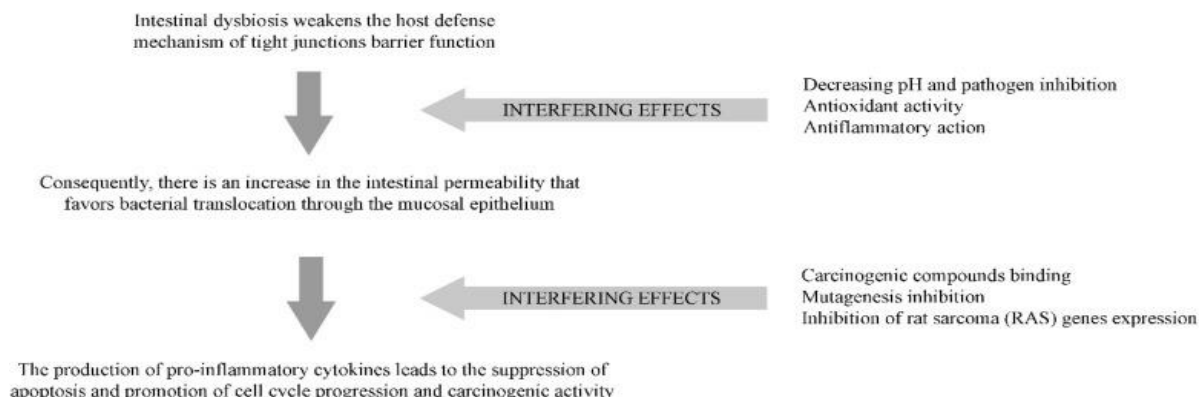 Intestinal dysbiosis weakens the host defense
mechanism of tight junctions barrier function
INTERFERING EFFECTS
Decreasing pH and pathogen inhibition
Antioxidant activity
Antiflammatory action
Consequently, there is an increase in the intestinal permeability that
favors bacterial translocation through the mucosal epithelium
INTERFERING EFFECTS
Carcinogenic compounds binding
Mutagenesis inhibition
Inhibition of rat sarcoma (RAS) genes expression
The production of pro-inflammatory cytokines leads to the suppression of
apoptosis and promotion of cell cycle progression and carcinogenic activity